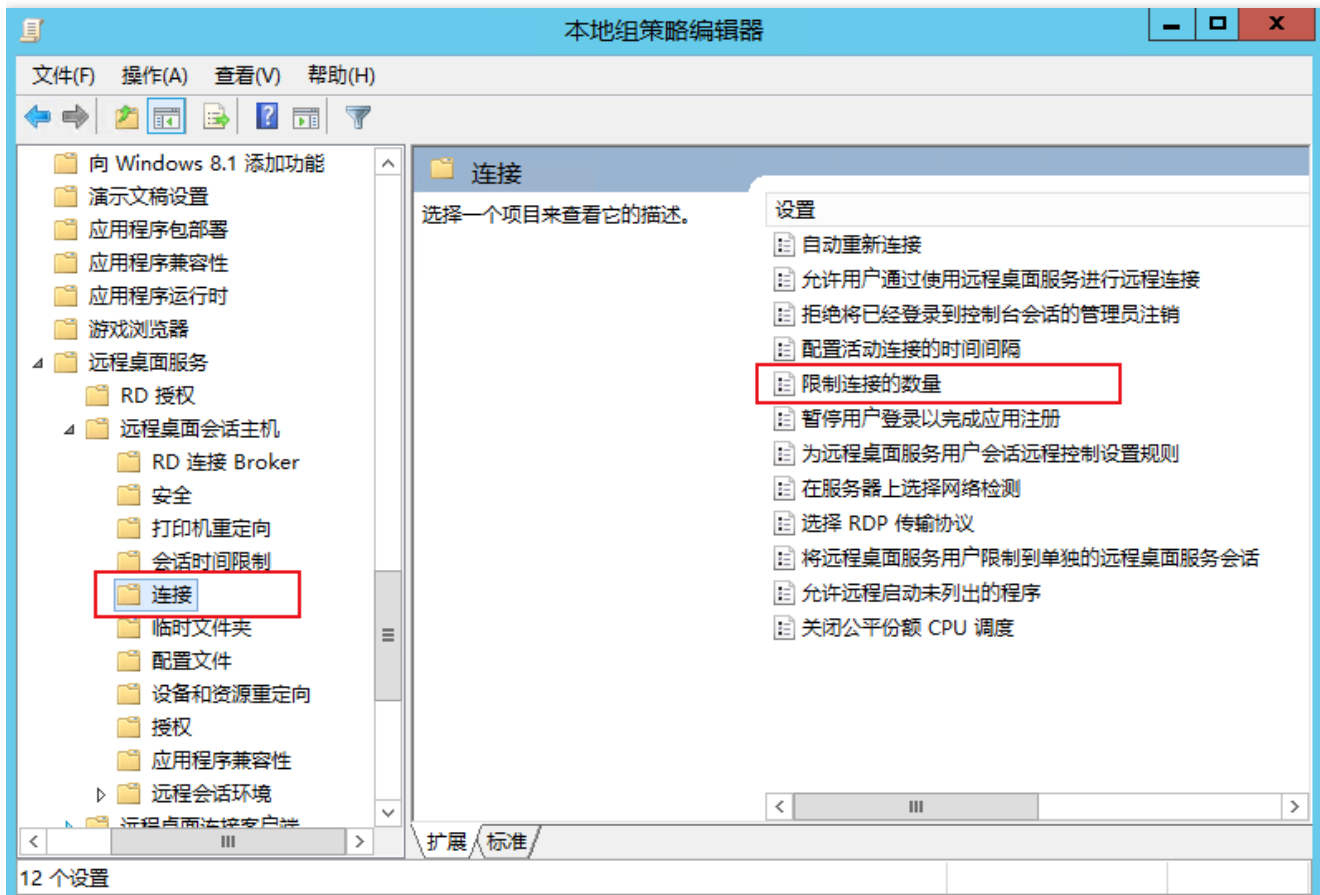 本地组策略编辑器
文件(F) 操作(A) 查看(V) 帮助(H)
向 Windows 8.1 添加功能
演示文稿设置
应用程序包部署
应用程序兼容性
应用程序运行时
游戏浏览器
远程桌面服务
RD 授权
远程桌面会话主机
RD 连接 Broker
安全
打印机重定向
会话时间限制
连接
临时文件夹
配置文件
设备和资源重定向
授权
应用程序兼容性
远程会话环境
远程桌面连接客户端
连接
选择一个项目来查看它的描述。
设置
自动重新连接
允许用户通过使用远程桌面服务进行远程连接
拒绝将已经登录到控制台会话的管理员注销
配置活动连接的时间间隔
限制连接的数量
暂停用户登录以完成应用注册
为远程桌面服务用户会话远程控制设置规则
在服务器上选择网络检测
选择 RDP 传输协议
将远程桌面服务用户限制到单独的远程桌面服务会话
允许远程启动未列出的程序
关闭公平份额 CPU 调度
扩展 标准
12 个设置